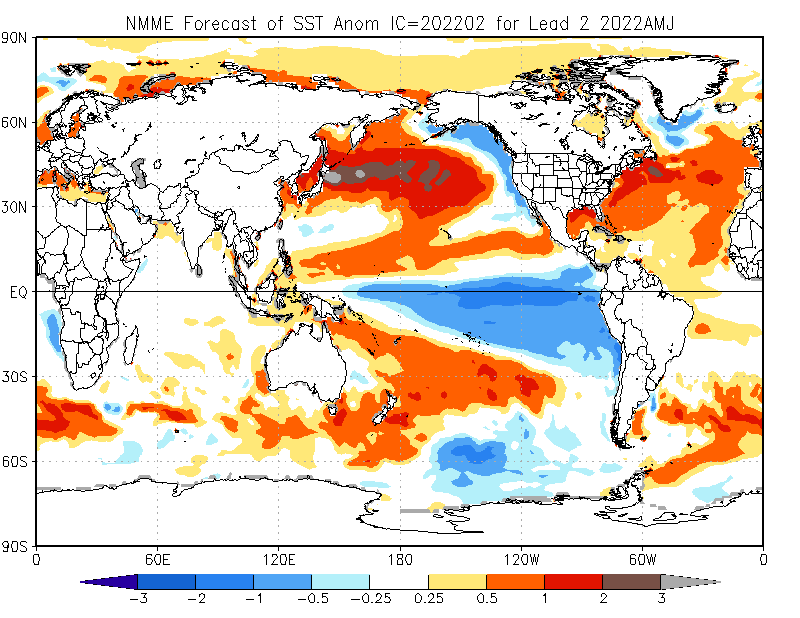 NMME Forecast of SST Anom IC=202202 for Lead 2 2022AMJ
90N
60N
30N
EQ
30S
60S
90S
0 60E 120E 180 120W 60W 0
-3 -2 -1 -0.5 -0.25 0.25 0.5 1 2 3